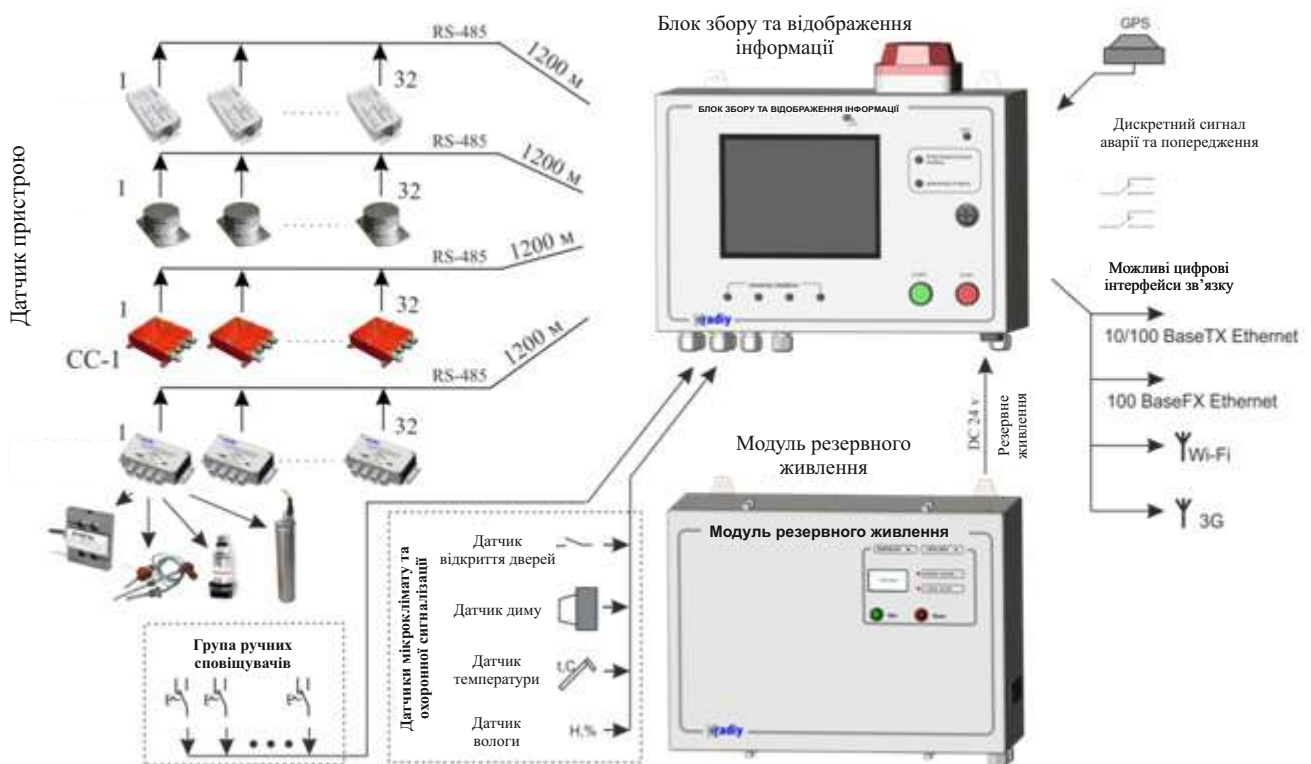 Датчик пристрою
RS-485
1200 м
1
32
RS-485
1200 м
1
32
RS-485
1200 м
1
32
СС-1
RS-485
1200 м
1
32
Блок збору та відображення
інформації
БЛОК ЗБОРУ ТА ВІДОБРАЖЕННЯ ІНФОРМАЦІЇ
radiy
GPS
Дискретний сигнал
аварії та попередження
Можливі цифрові
інтерфейси зв’язку
10/100 BaseTX Ethernet
100 BaseFX Ethernet
Wi-Fi
3G
DC 24 v
Резервне
живлення
Модуль резервного
живлення
Модуль резервного живлення
radiy
Група ручних
сповіщувачів
Датчики мікроклімату та
охоронної сигналізації
Датчик
відкриття дверей
Датчик диму
Датчик
температури
t,C
Датчик
вологи
H,%